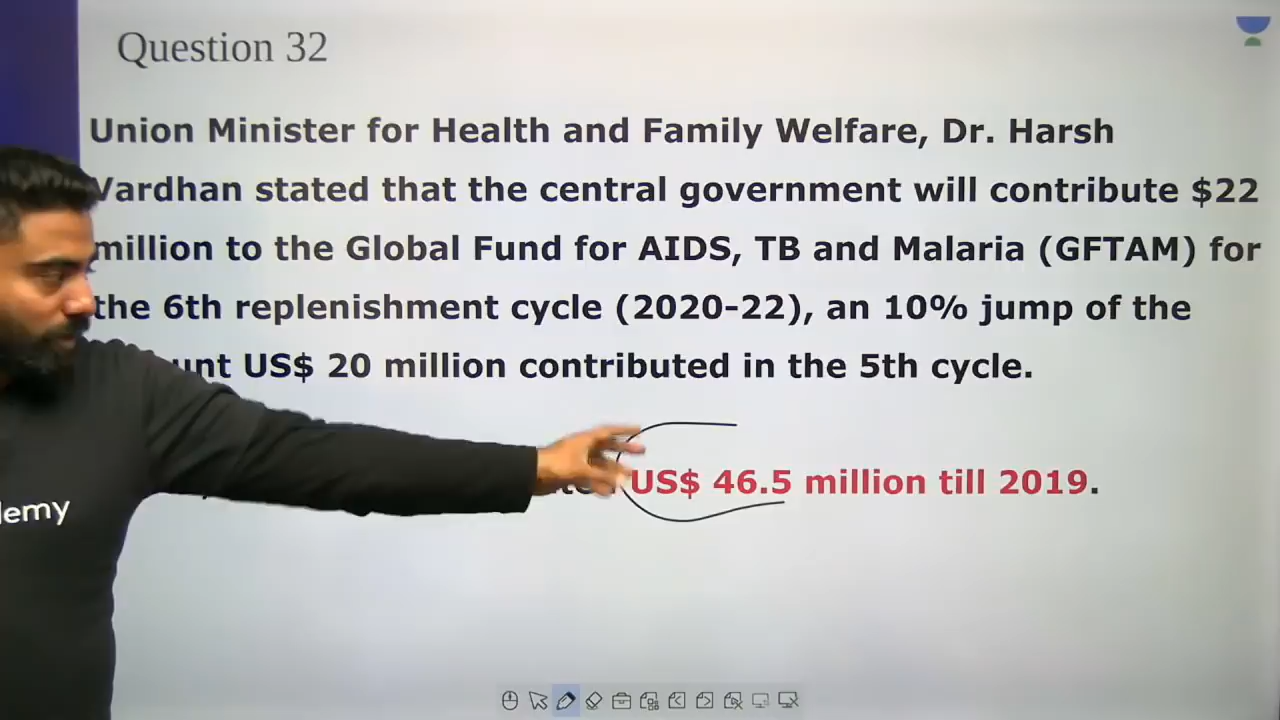 Question 32
Union Minister for Health and Family Welfare, Dr. Harsh
Vardhan stated that the central government will contribute $22
million to the Global Fund for AIDS, TB and Malaria (GFTAM) for
the 6th replenishment cycle (2020-22), an 10% jump of the
US$ 20 million contributed in the 5th cycle.
US$ 46.5 million till 2019.